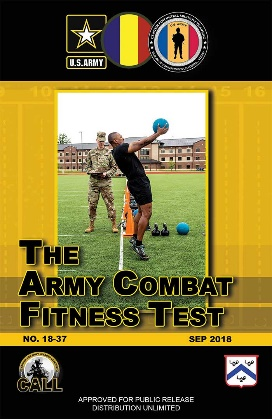 U.S.ARMY
THE
ARMY COMBAT
FITNESS TEST
NO. 18-37 SEP 2018
CALL
APPROVED FOR PUBLIC RELEASE
DISTRIBUTION UNLIMITED